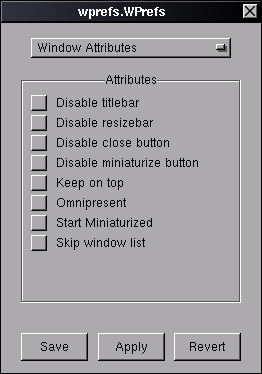 wprefs.WPrefs
Window Attributes
Attributes
Disable titlebar
Disable resizebar
Disable close button
Disable miniaturize button
Keep on top
Omnipresent
Start Miniaturized
Skip window list
Save Apply Revert